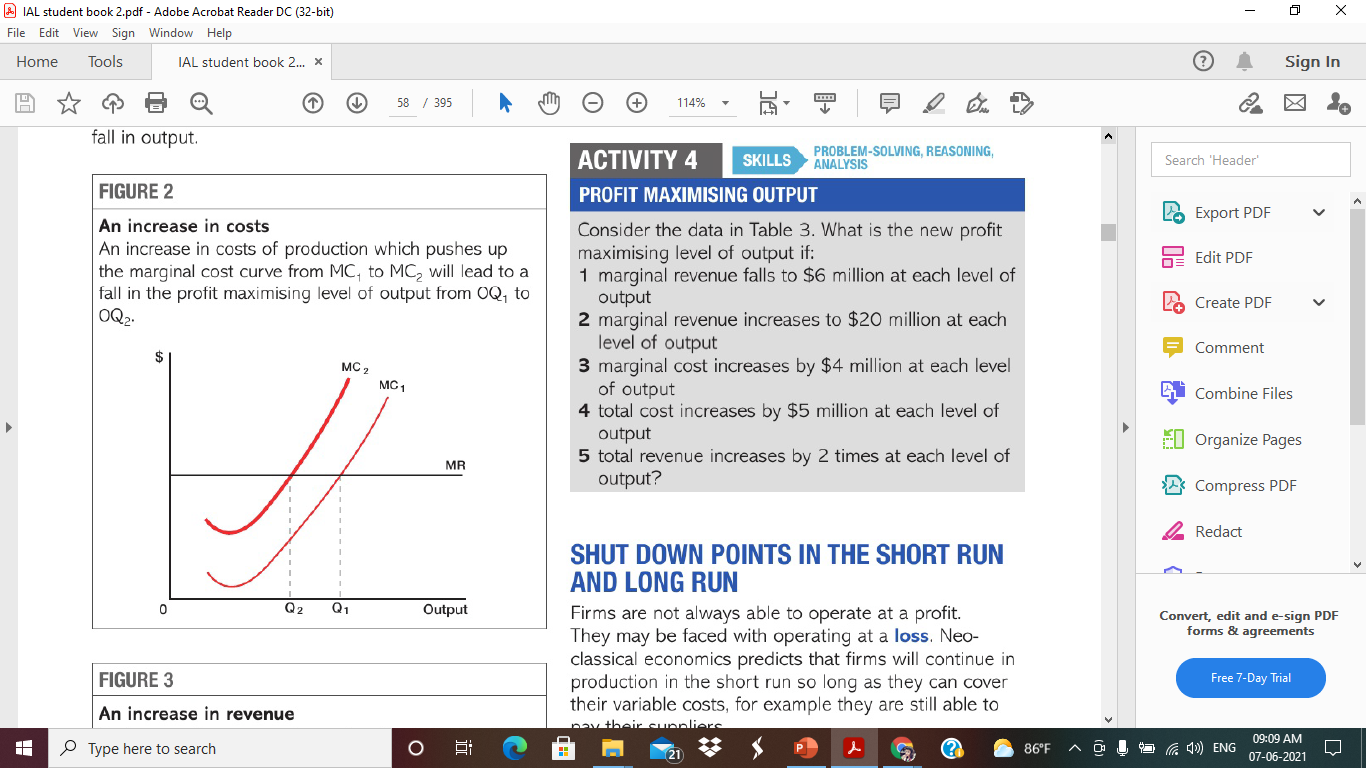 IAL student book 2.pdf - Adobe Acrobat Reader DC (32-bit)
File Edit View Sign Window Help
Home Tools IAL student book 2... × Sign In
58 / 395 114%
fall in output.
FIGURE 2
An increase in costs
An increase in costs of production which pushes up
the marginal cost curve from MC₁ to MC₂ will lead to a
fall in the profit maximising level of output from OQ₁ to
OQ₂.
$
MC₂
MC₁
MR
0 Q₂ Q₁ Output
FIGURE 3
An increase in revenue
ACTIVITY 4 SKILLS PROBLEM-SOLVING, REASONING,
ANALYSIS
PROFIT MAXIMISING OUTPUT
Consider the data in Table 3. What is the new profit
maximising level of output if:
1 marginal revenue falls to $6 million at each level of
output
2 marginal revenue increases to $20 million at each
level of output
3 marginal cost increases by $4 million at each level
of output
4 total cost increases by $5 million at each level of
output
5 total revenue increases by 2 times at each level of
output?
SHUT DOWN POINTS IN THE SHORT RUN
AND LONG RUN
Firms are not always able to operate at a profit.
They may be faced with operating at a loss. Neo-
classical economics predicts that firms will continue in
production in the short run so long as they can cover
their variable costs, for example they are still able to
pay their suppliers
Search 'Header'
Export PDF
Edit PDF
Create PDF
Comment
Combine Files
Organize Pages
Compress PDF
Redact
Convert, edit and e-sign PDF
forms & agreements
Free 7-Day Trial
Type here to search
21
86°F
ENG
09:09 AM
07-06-2021